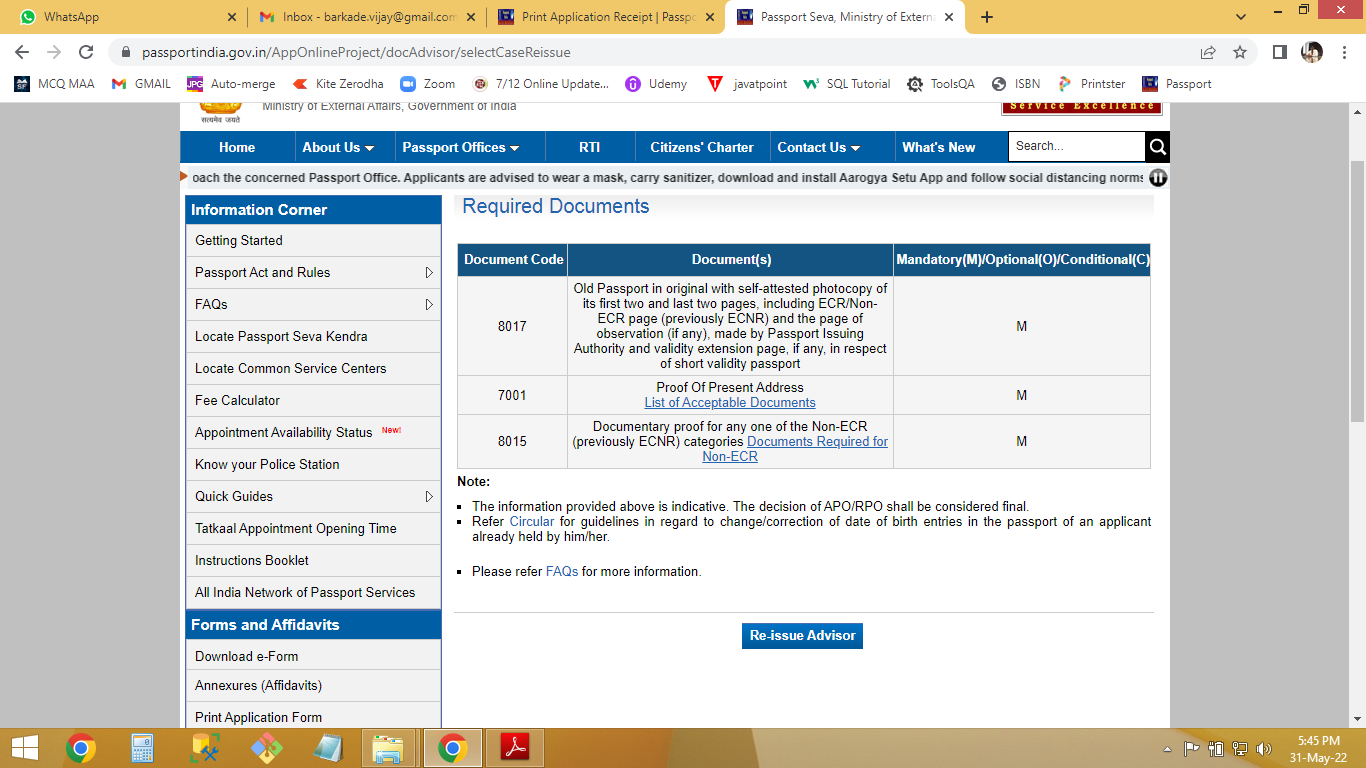 WhatsApp
Inbox - barkade.vijay@gmail.com
Print Application Receipt | Passpo
Passport Seva, Ministry of Externa
passportindia.gov.in/AppOnlineProject/docAdvisor/selectCaseReissue
MCQ MAA
GMAIL
JPG
Auto-merge
Kite Zerodha
Zoom
7/12 Online Update...
Udemy
javatpoint
SQL Tutorial
ToolsQA
ISBN
Printster
Passport
सत्यमेव जयते
Ministry of External Affairs, Government of India
Service Excellence
Home
About Us
Passport Offices
RTI
Citizens' Charter
Contact Us
What's New
Search...
oach the concerned Passport Office. Applicants are advised to wear a mask, carry sanitizer, download and install Aarogya Setu App and follow social distancing norms
Information Corner
Getting Started
Passport Act and Rules
FAQs
Locate Passport Seva Kendra
Locate Common Service Centers
Fee Calculator
Appointment Availability Status New!
Know your Police Station
Quick Guides
Tatkaal Appointment Opening Time
Instructions Booklet
All India Network of Passport Services
Forms and Affidavits
Download e-Form
Annexures (Affidavits)
Print Application Form
Required Documents
Document Code
Document(s)
Mandatory(M)/Optional(O)/Conditional(C)
8017
Old Passport in original with self-attested photocopy of
its first two and last two pages, including ECR/Non-
ECR page (previously ECNR) and the page of
observation (if any), made by Passport Issuing
Authority and validity extension page, if any, in respect
of short validity passport
M
7001
Proof Of Present Address
List of Acceptable Documents
M
8015
Documentary proof for any one of the Non-ECR
(previously ECNR) categories Documents Required for
Non-ECR
M
Note:
The information provided above is indicative. The decision of APO/RPO shall be considered final.
Refer Circular for guidelines in regard to change/correction of date of birth entries in the passport of an applicant
already held by him/her.
Please refer FAQs for more information.
Re-issue Advisor
5:45 PM
31-May-22